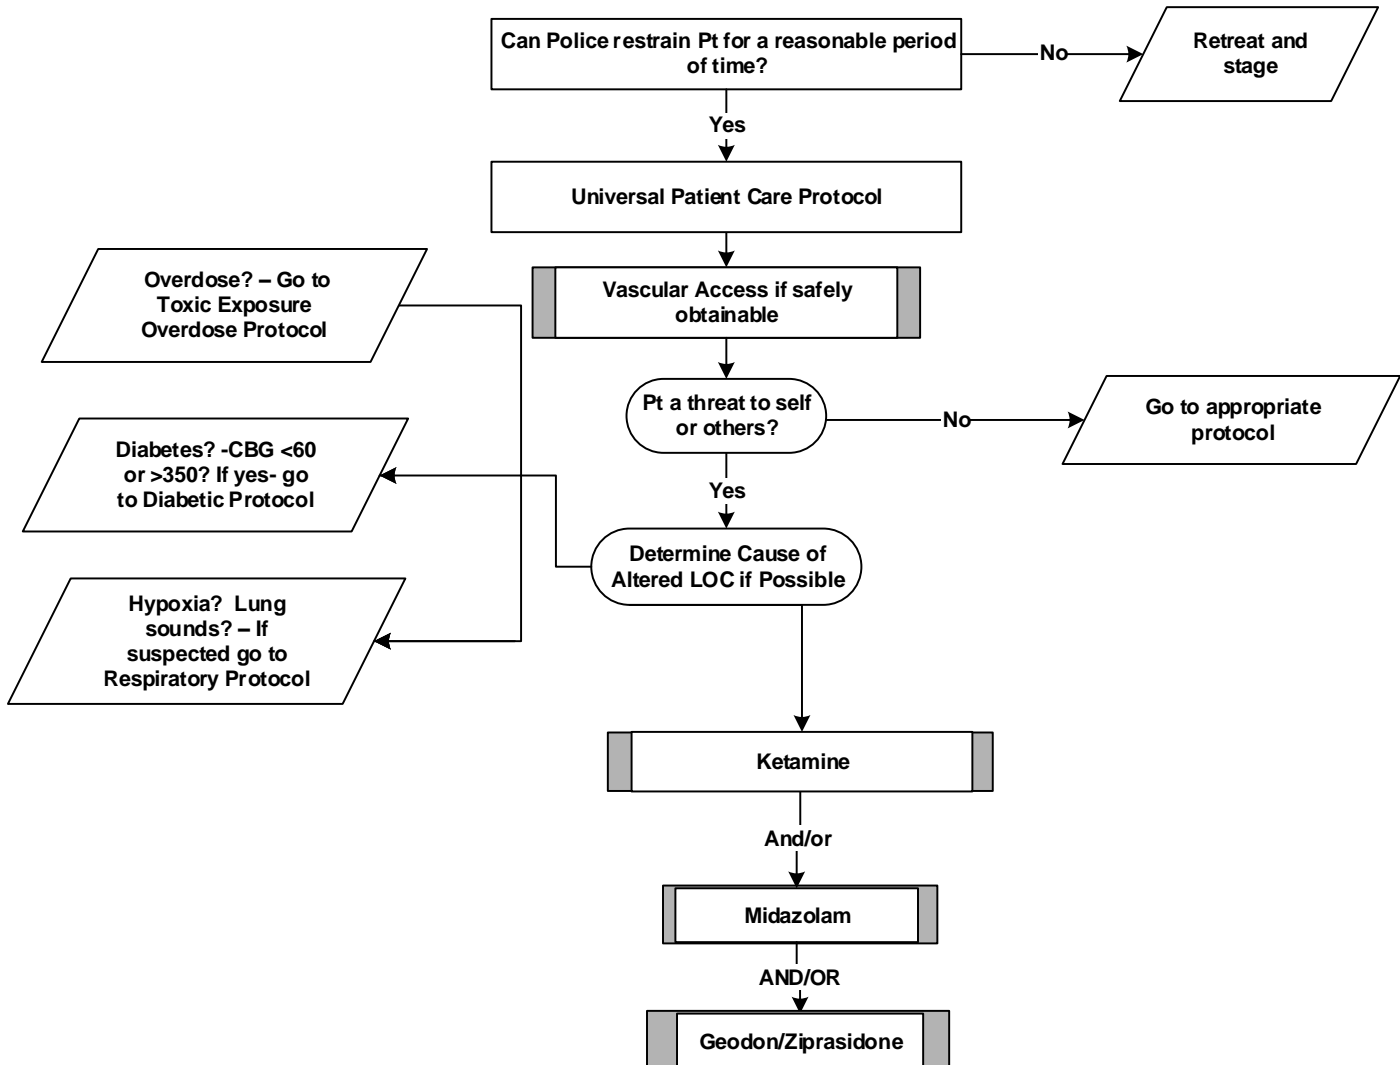 Can Police restrain Pt for a reasonable period
of time?
No
Retreat and
stage
Yes
Universal Patient Care Protocol
Overdose? – Go to
Toxic Exposure
Overdose Protocol
Vascular Access if safely
obtainable
Pt a threat to self
or others?
No
Go to appropriate
protocol
Diabetes? -CBG <60
or >350? If yes- go
to Diabetic Protocol
Yes
Determine Cause of
Altered LOC if Possible
Hypoxia?  Lung
sounds? – If
suspected go to
Respiratory Protocol
Ketamine
And/or
Midazolam
AND/OR
Geodon/Ziprasidone